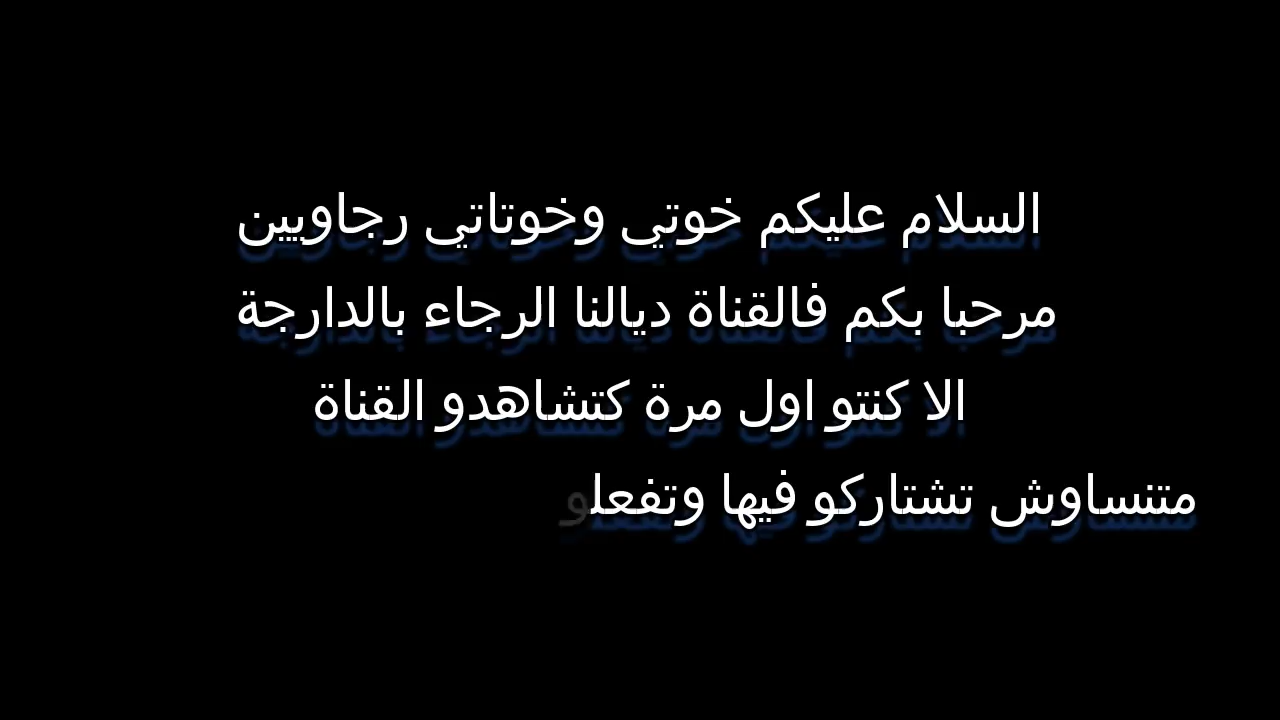 السلام عليكم خوتي وخوتاتي رجاويين
مرحبا بكم فالقناة ديالنا الرجاء بالدارجة
الا كنتو اول مرة كتشاهدو القناة
متنساوش تشتاركو فيها وتفعلو